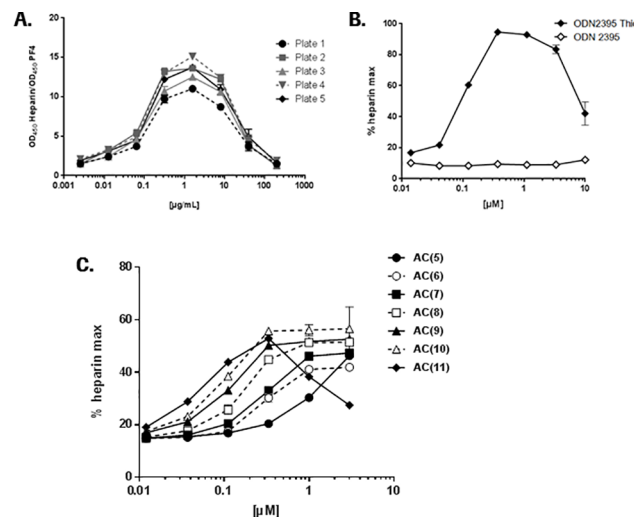 A.
OD450 Heparin/OD450 PF4
20
15
10
5
0
0.001 0.01 0.1 1 10 100 1000
[µg/mL]
Plate 1
Plate 2
Plate 3
Plate 4
Plate 5
B.
% heparin max
100
80
60
40
20
0
0.01 0.1 1 10
[µM]
ODN2395 Thio
ODN 2395
C.
% heparin max
80
60
40
20
0
0.01 0.1 1 10
[µM]
AC(5)
AC(6)
AC(7)
AC(8)
AC(9)
AC(10)
AC(11)